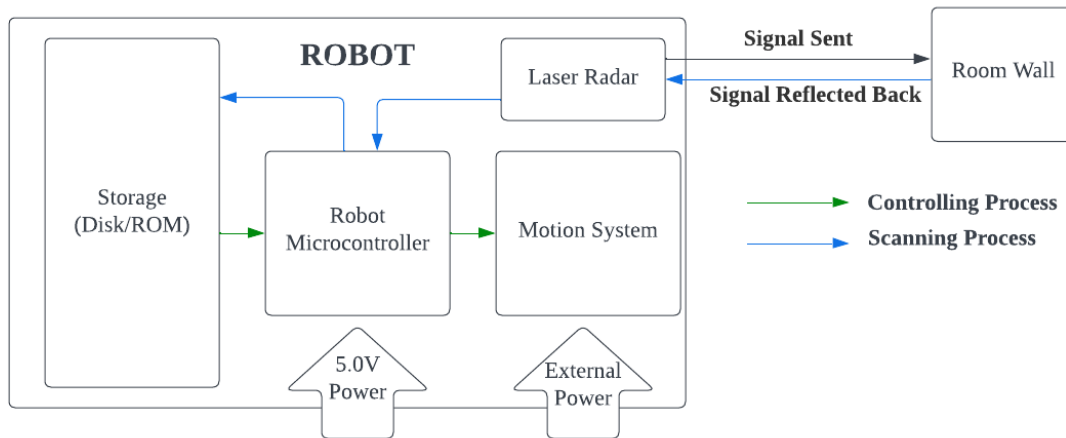 ROBOT
Storage
(Disk/ROM)
Robot
Microcontroller
Laser Radar
Motion System
5.0V
Power
External
Power
Signal Sent
Signal Reflected Back
Room Wall
Controlling Process
Scanning Process